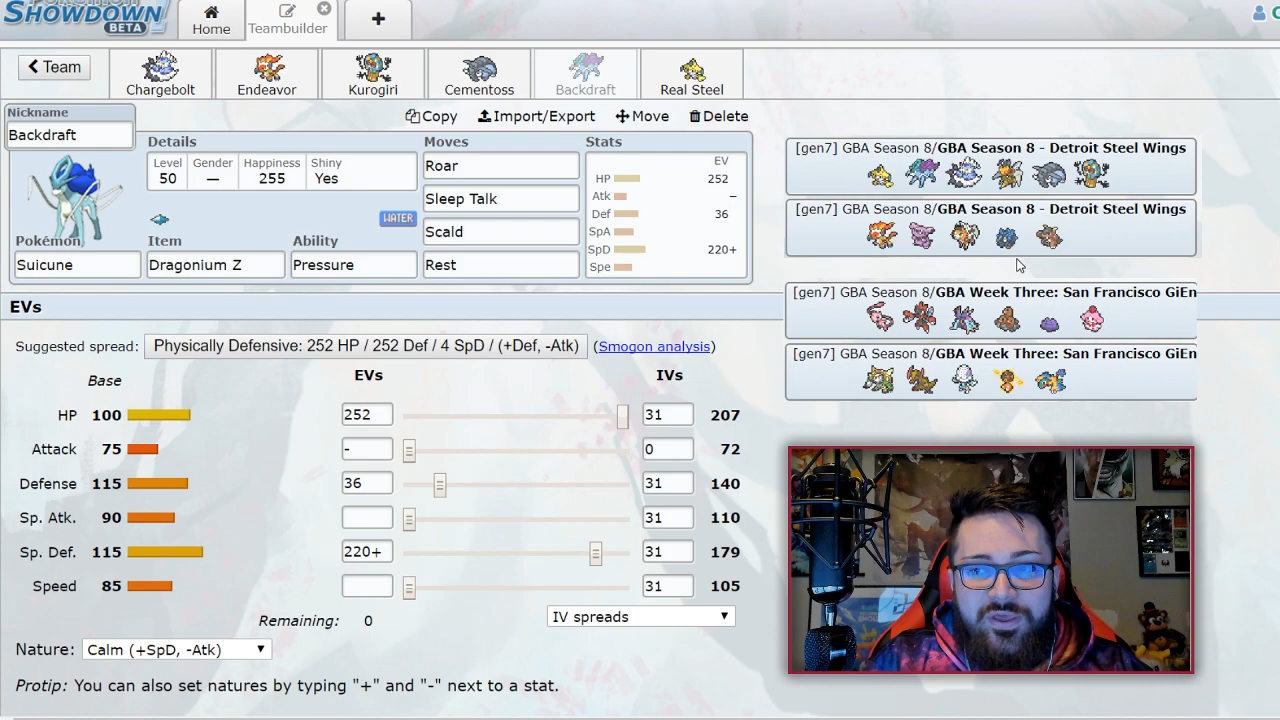 SHOWDOWN
BETA
Home
Teambuilder
+
Team
Chargebolt
Endeavor
Kurogiri
Cementoss
Backdraft
Real Steel
Copy
Import/Export
Move
Delete
Nickname
Backdraft
Details
Level
50
Gender
—
Happiness
255
Shiny
Yes
WATER
Pokémon
Suicune
Item
Dragonium Z
Ability
Pressure
Moves
Roar
Sleep Talk
Scald
Rest
Stats
EV
HP 252
Atk –
Def 36
SpA
SpD 220+
Spe
[gen7] GBA Season 8/GBA Season 8 - Detroit Steel Wings
[gen7] GBA Season 8/GBA Season 8 - Detroit Steel Wings
[gen7] GBA Season 8/GBA Week Three: San Francisco GiEn
[gen7] GBA Season 8/GBA Week Three: San Francisco GiEn
EVs
Suggested spread: Physically Defensive: 252 HP / 252 Def / 4 SpD / (+Def, -Atk) (Smogon analysis)
Base EVs IVs
HP 100 252 31 207
Attack 75 - 0 72
Defense 115 36 31 140
Sp. Atk. 90 31 110
Sp. Def. 115 220+ 31 179
Speed 85 31 105
Remaining: 0
IV spreads
Nature: Calm (+SpD, -Atk)
Protip: You can also set natures by typing "+" and "-" next to a stat.